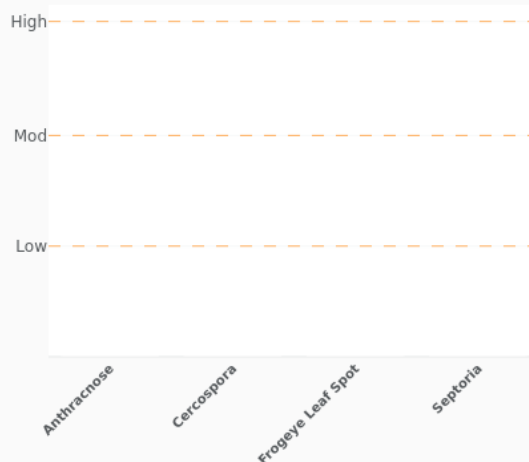 High
Mod
Low
Anthracnose
Cercospora
Frogeye Leaf Spot
Septoria